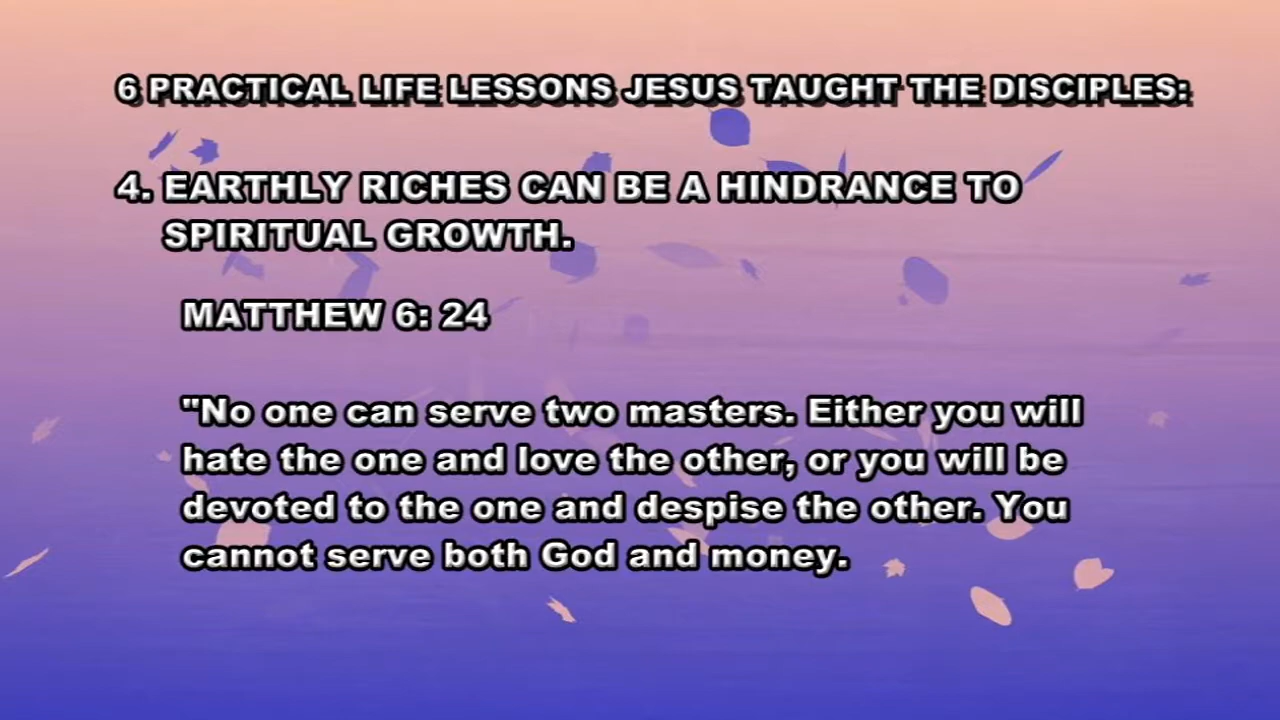 6 PRACTICAL LIFE LESSONS JESUS TAUGHT THE DISCIPLES:
4. EARTHLY RICHES CAN BE A HINDRANCE TO
SPIRITUAL GROWTH.
MATTHEW 6: 24
"No one can serve two masters. Either you will
hate the one and love the other, or you will be
devoted to the one and despise the other. You
cannot serve both God and money.